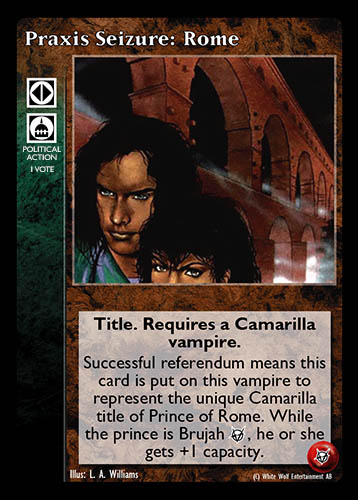 Praxis Seizure: Rome
POLITICAL
ACTION
1 VOTE
Title. Requires a Camarilla
vampire.
Successful referendum means this
card is put on this vampire to
represent the unique Camarilla
title of Prince of Rome. While
the prince is Brujah , he or she
gets +1 capacity.
Illus: L. A. Williams
(C) White Wolf Entertainment AB